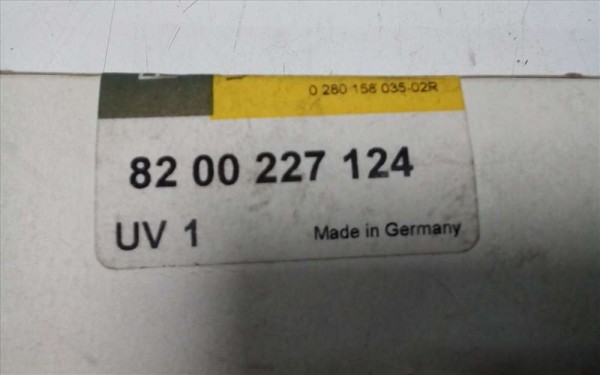 0 280 158 035-02R
82 00 227 124
UV 1
Made in Germany